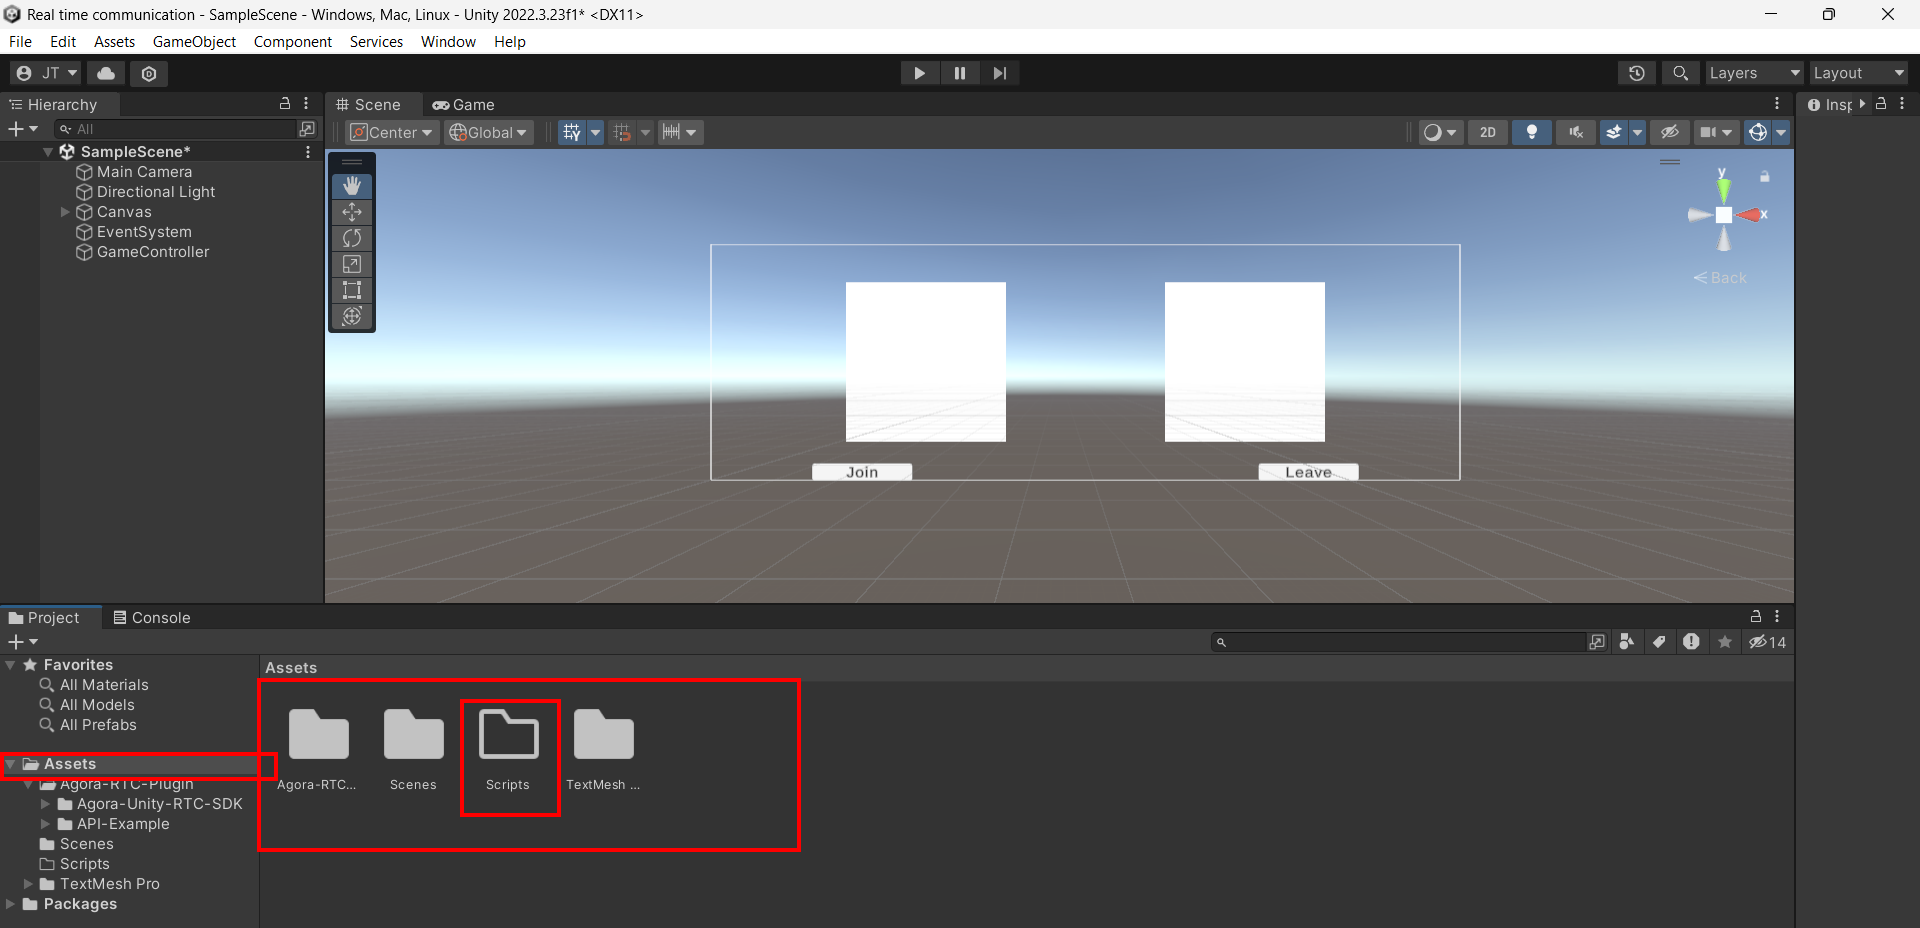 Real time communication - SampleScene - Windows, Mac, Linux - Unity 2022.3.23f1* <DX11>
File Edit Assets GameObject Component Services Window Help
JT Layers Layout
Hierarchy
All
SampleScene*
Main Camera
Directional Light
Canvas
EventSystem
GameController
Scene Game
Center Global 2D
y
x
Back
Join Leave
Insp
Project Console
14
Favorites
All Materials
All Models
All Prefabs
Assets
Agora-RTC-Plugin
Agora-Unity-RTC-SDK
API-Example
Scenes
Scripts
TextMesh Pro
Packages
Assets
Agora-RTC... Scenes Scripts TextMesh ...